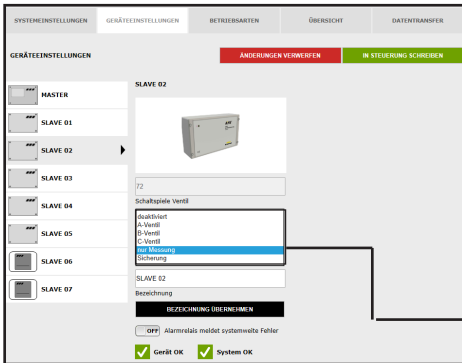 SYSTEMEINSTELLUNGEN GERÄTEEINSTELLUNGEN BETRIEBSARTEN ÜBERSICHT DATENTRANSFER
GERÄTEEINSTELLUNGEN ÄNDERUNGEN VERWERFEN IN STEUERUNG SCHREIBEN
MASTER
SLAVE 01
SLAVE 02
SLAVE 03
SLAVE 04
SLAVE 05
SLAVE 06
SLAVE 07
SLAVE 02
72
Schaltspiele Ventil
deaktiviert
A-Ventil
B-Ventil
C-Ventil
nur Messung
Sicherung
SLAVE 02
Bezeichnung
BEZEICHNUNG ÜBERNEHMEN
OFF Alarmrelais meldet systemweite Fehler
Gerät OK System OK